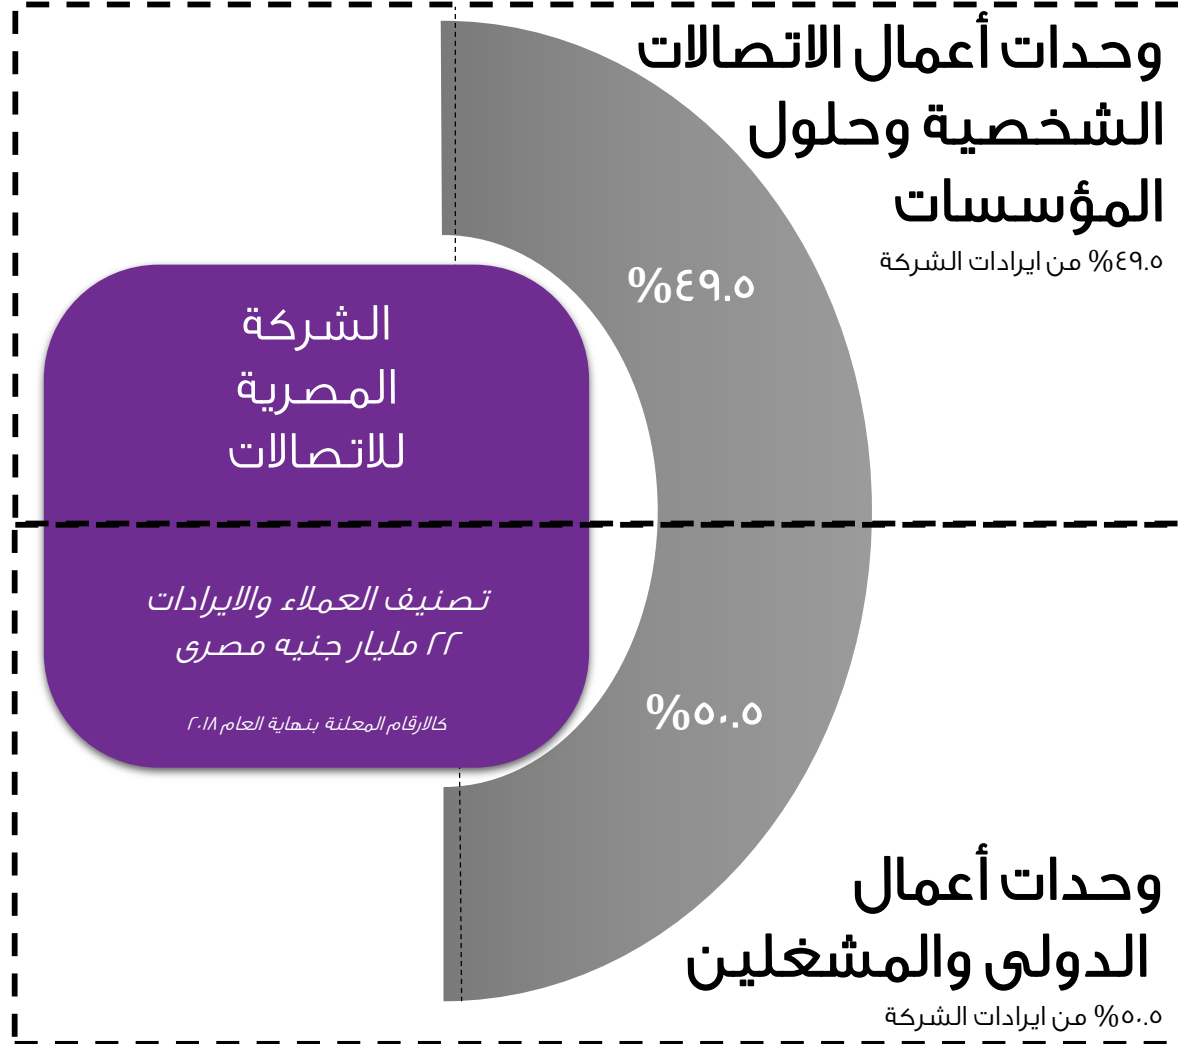 وحدات أعمال الاتصالات
الشخصية وحلول
المؤسسات
٤٩.٥% من ايرادات الشركة
٤٩.٥%
الشركة
المصرية
للاتصالات
تصنيف العملاء والايرادات
٢٢ مليار جنيه مصرى
كالارقام المعلنة بنهاية العام ٢٠١٨
٥٠.٥%
وحدات أعمال
الدولى والمشغلين
٥٠.٥% من ايرادات الشركة